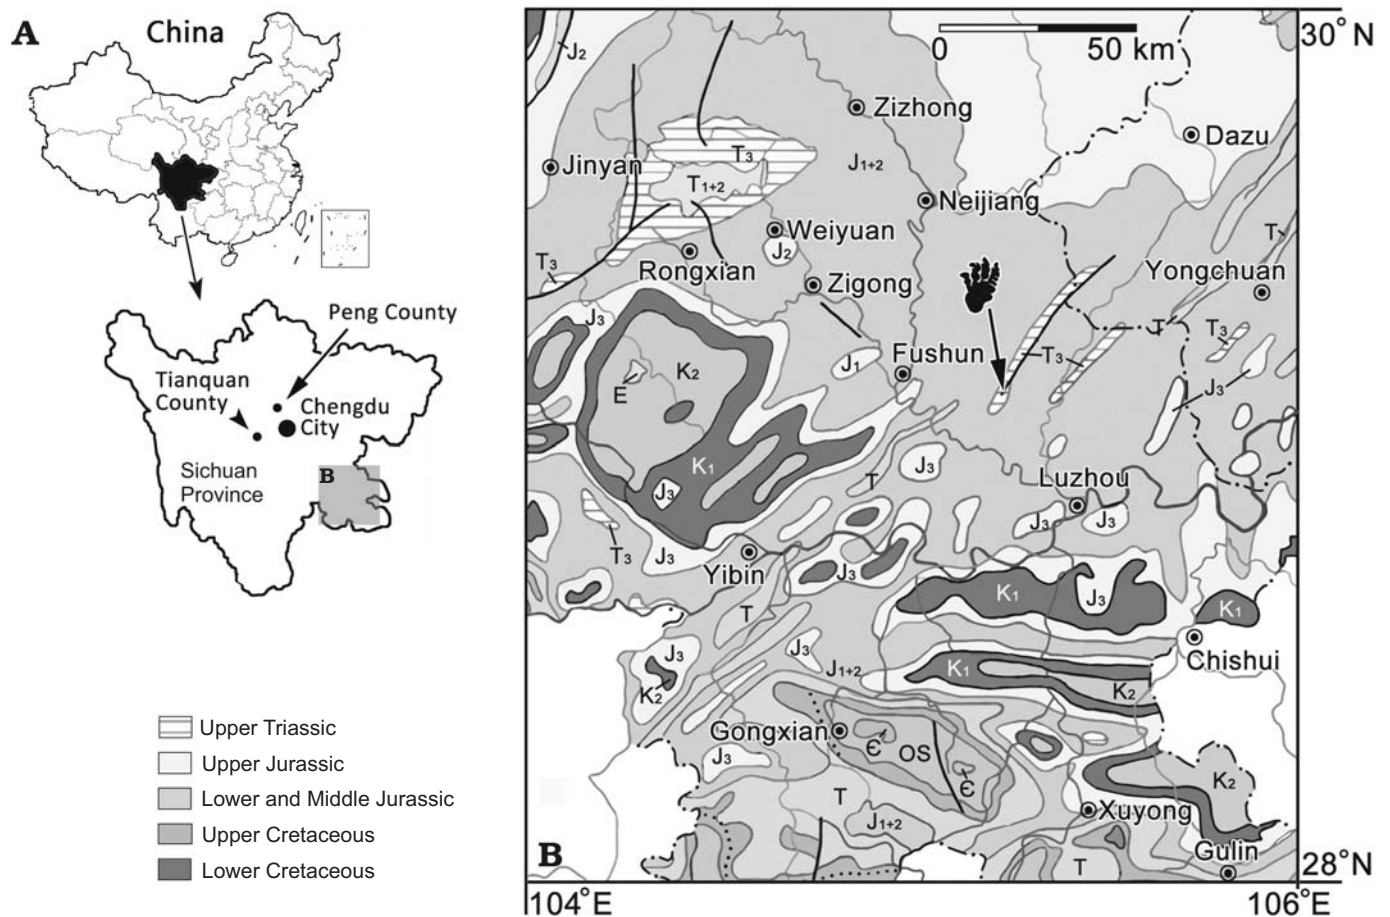 A
China
Peng County
Tianquan
County
Chengdu
City
B
Sichuan
Province
Upper Triassic
Upper Jurassic
Lower and Middle Jurassic
Upper Cretaceous
Lower Cretaceous
30°N
0
50 km
J2
Zizhong
Dazu
Jinyan
T3
J1+2
T1+2
Neijiang
Weiyuan
J2
T
T3
Rongxian
Zigong
Yongchuan
J3
T
T3
J1
Fushun
T3
K2
E
J3
K1
J3
T
J3
Luzhou
J3
J3
T3
J3
Yibin
J3
K1
J3
K1
T
Chishui
J3
J3
J1+2
K1
K2
K2
Gongxian
Є
OS
Є
J3
K2
T
J1+2
Xuyong
B
T
Gulin
28°N
104°E
106°E